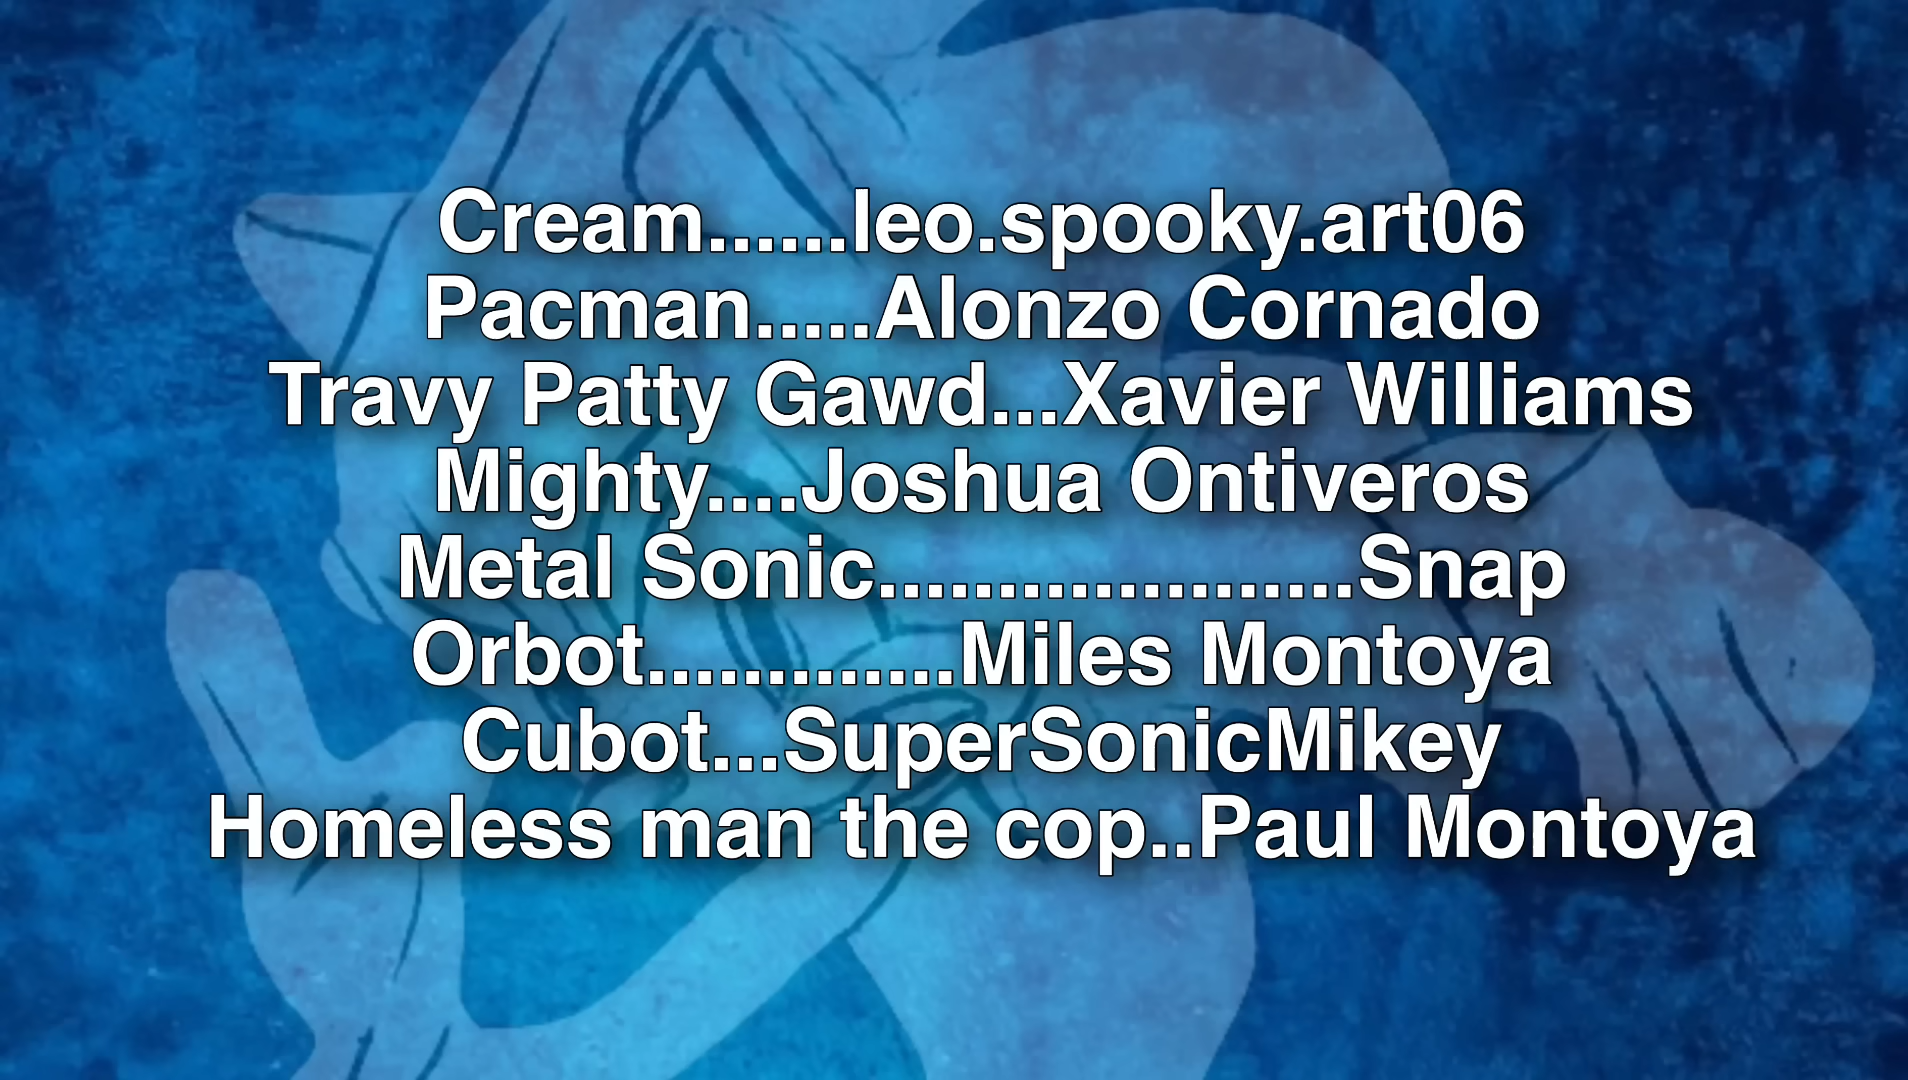 Cream......leo.spooky.art06
Pacman.....Alonzo Cornado
Travy Patty Gawd...Xavier Williams
Mighty....Joshua Ontiveros
Metal Sonic....................Snap
Orbot.............Miles Montoya
Cubot...SuperSonicMikey
Homeless man the cop..Paul Montoya